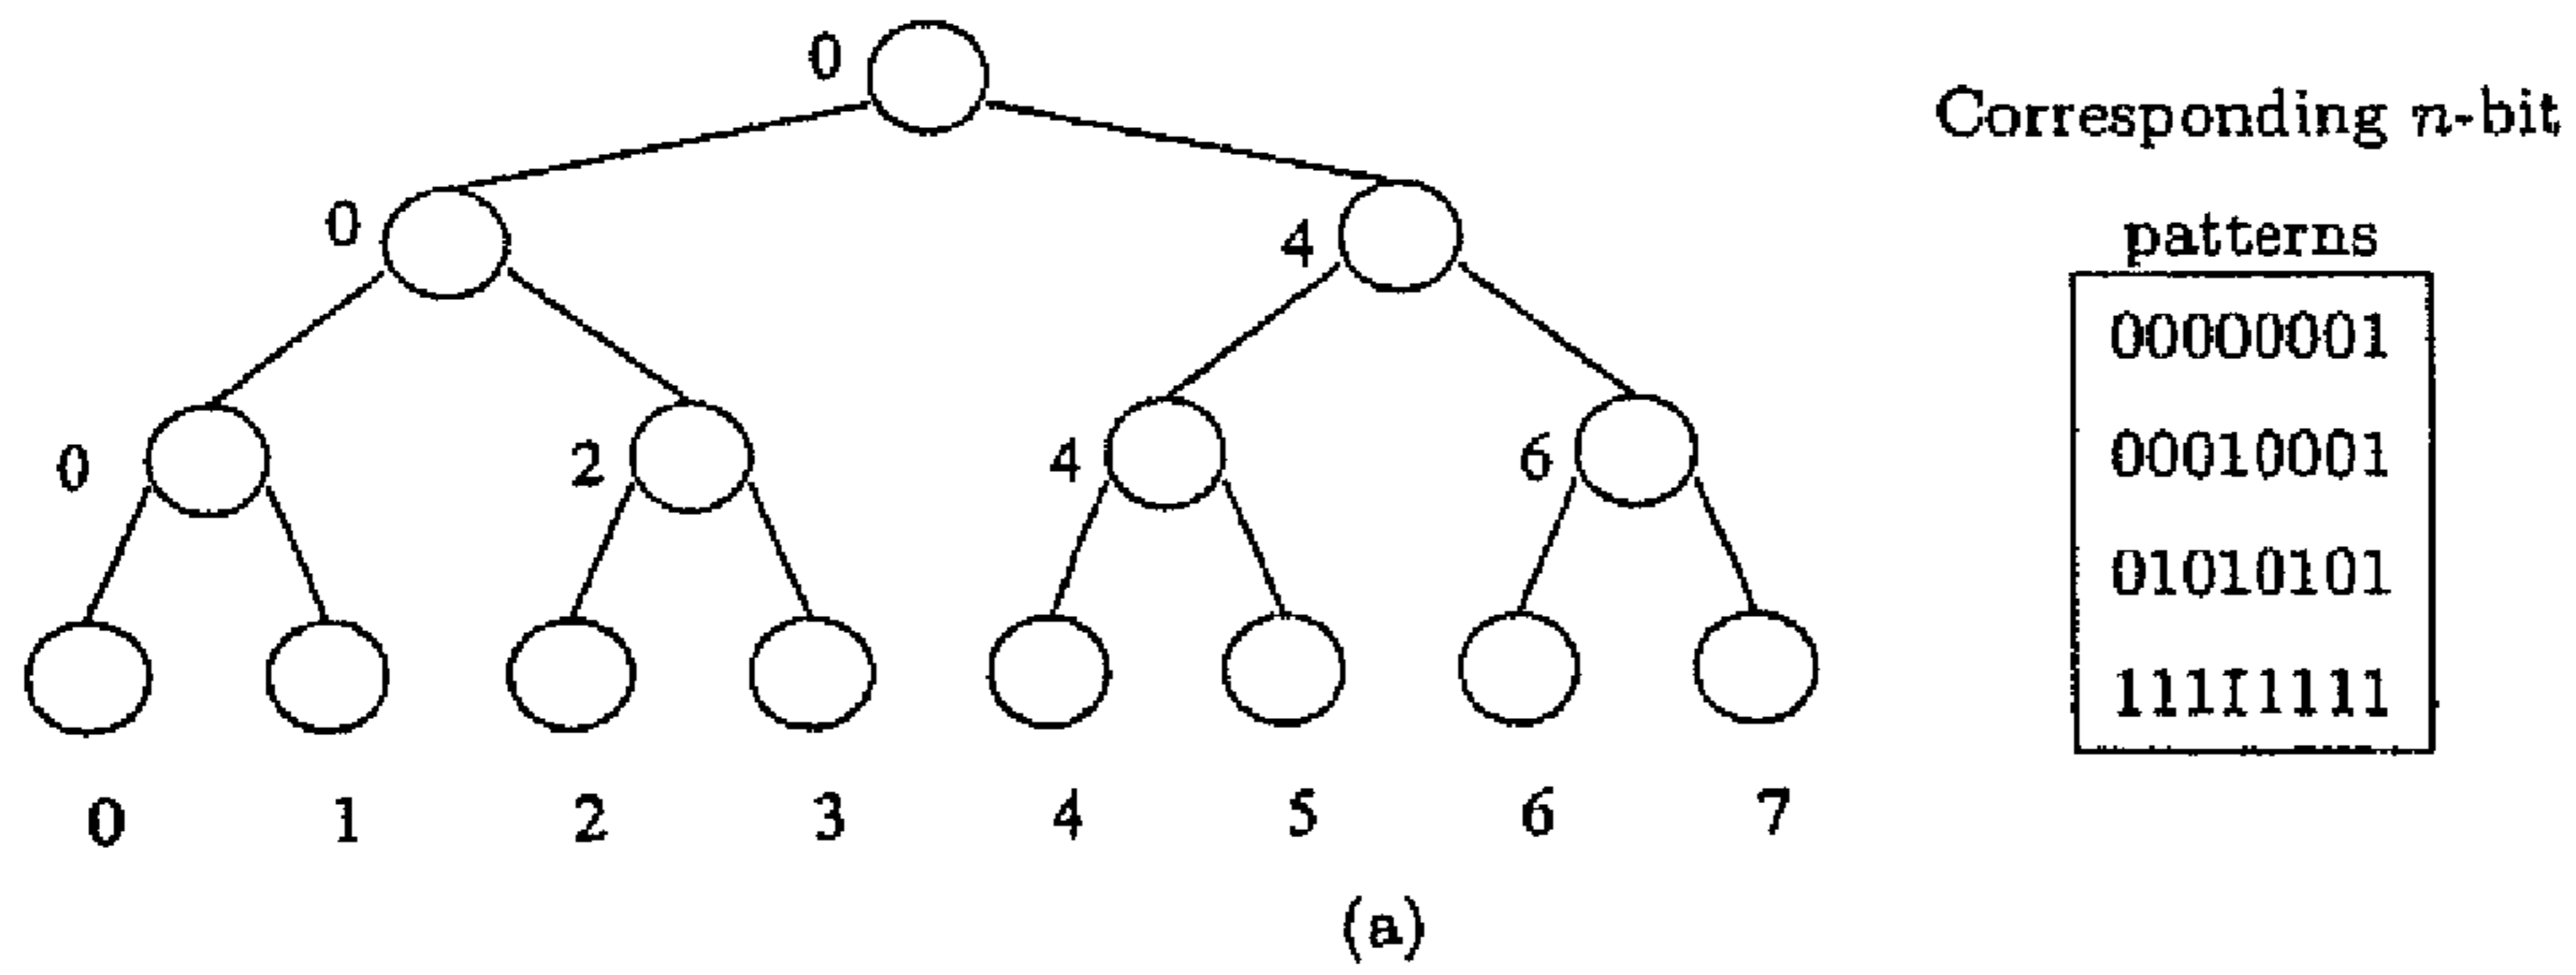 0
Corresponding n-bit
patterns
0
4
00000001
0
2
4
6
00010001
01010101
11111111
0 1 2 3 4 5 6 7
(a)